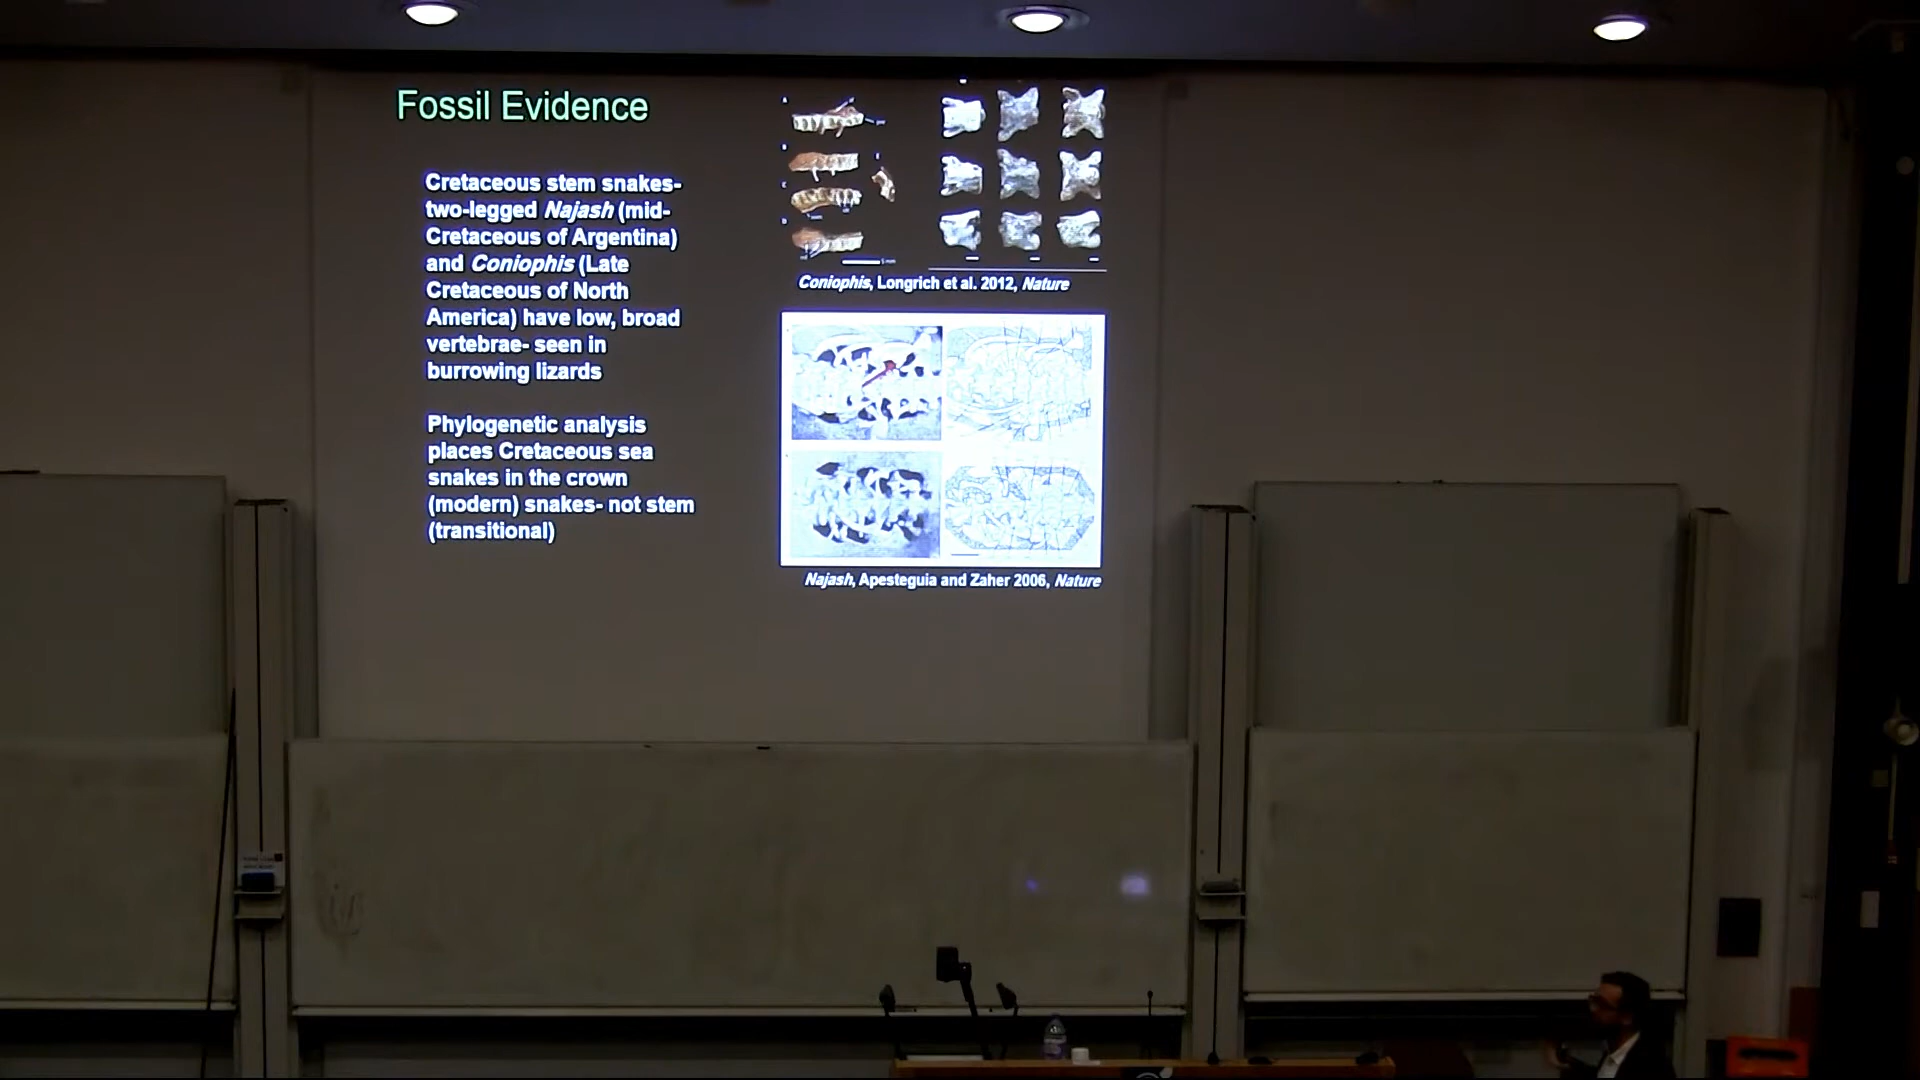 Fossil Evidence
Cretaceous stem snakes-
two-legged Najash (mid-
Cretaceous of Argentina)
and Coniophis (Late
Cretaceous of North
America) have low, broad
vertebrae- seen in
burrowing lizards
Phylogenetic analysis
places Cretaceous sea
snakes in the crown
(modern) snakes- not stem
(transitional)
Coniophis, Longrich et al. 2012, Nature
Najash, Apesteguia and Zaher 2006, Nature